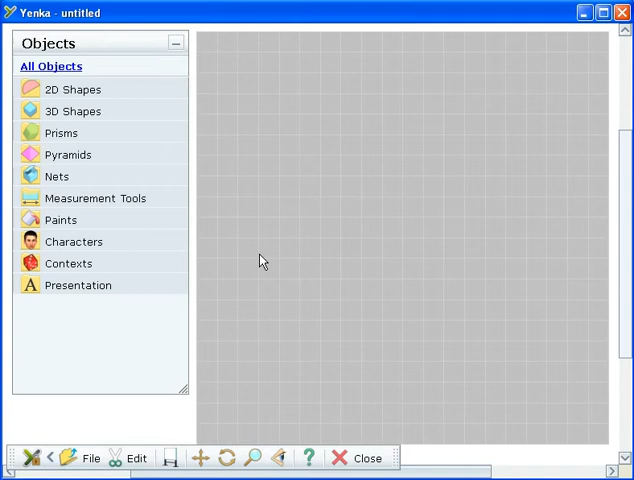 Yenka - untitled
Objects
All Objects
2D Shapes
3D Shapes
Prisms
Pyramids
Nets
Measurement Tools
Paints
Characters
Contexts
A Presentation
File Edit ? Close